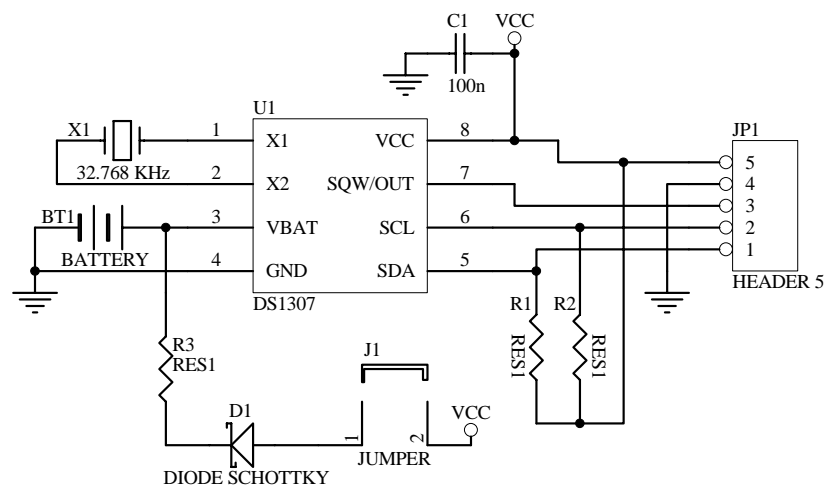 C1
VCC
100n
U1
X1
1
X1
VCC
8
JP1
32.768 KHz
2
X2
SQW/OUT
7
5
4
3
2
1
BT1
3
VBAT
SCL
6
BATTERY
4
GND
SDA
5
DS1307
HEADER 5
R1
RES1
R2
RES1
R3
RES1
J1
D1
1
2
VCC
DIODE SCHOTTKY
JUMPER